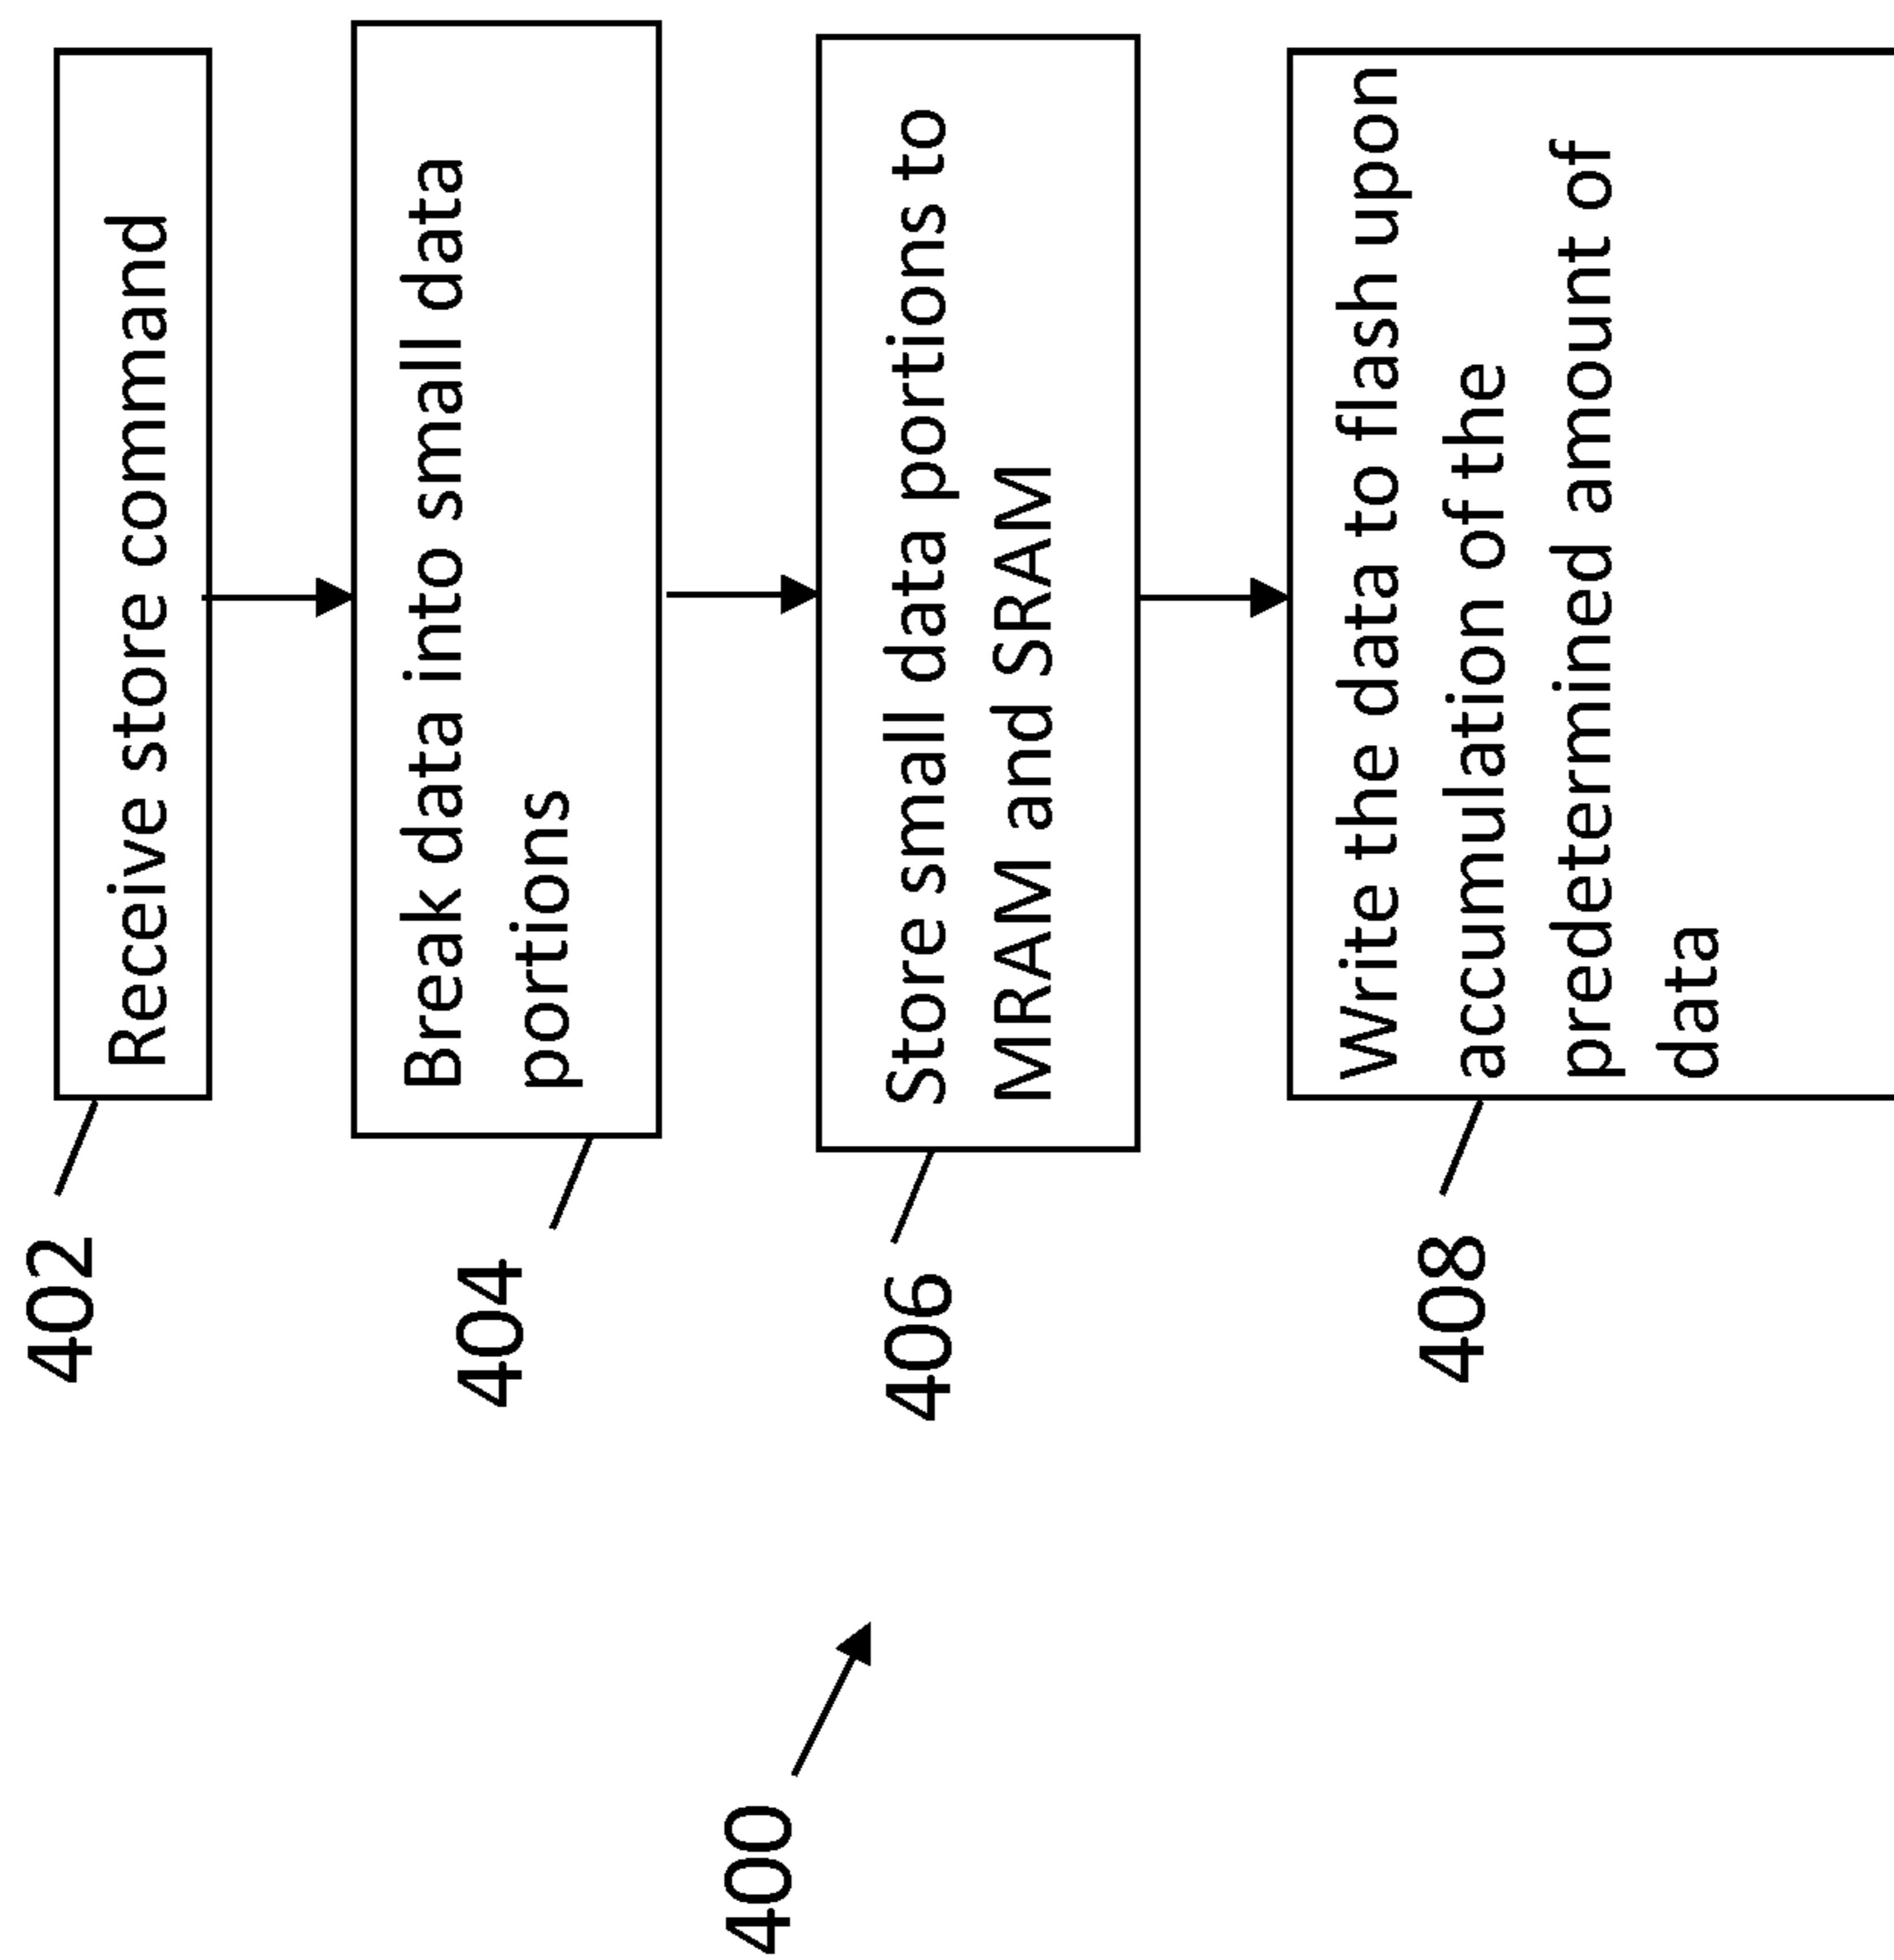 402
Receive store command
404
Break data into small data
portions
406
Store small data portions to
MRAM and SRAM
400
408
Write the data to flash upon
accumulation of the
predetermined amount of
data